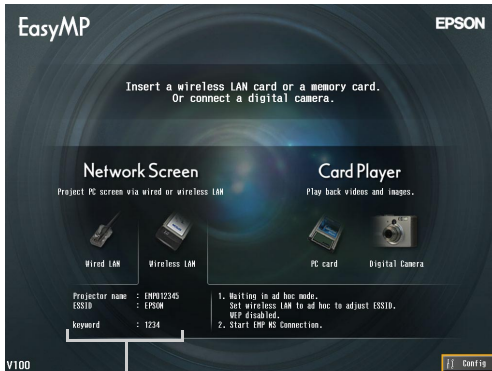 EasyMP
EPSON
Insert a wireless LAN card or a memory card.
Or connect a digital camera.
Network Screen
Project PC screen via wired or wireless LAN
Wired LAN
Wireless LAN
Card Player
Play back videos and images.
PC card
Digital Camera
Projector name : EMP012345
ESSID : EPSON
keyword : 1234
1. Waiting in ad hoc mode.
Set wireless LAN to ad hoc to adjust ESSID.
WEP disabled.
2. Start EMP NS Connection.
V100
Config